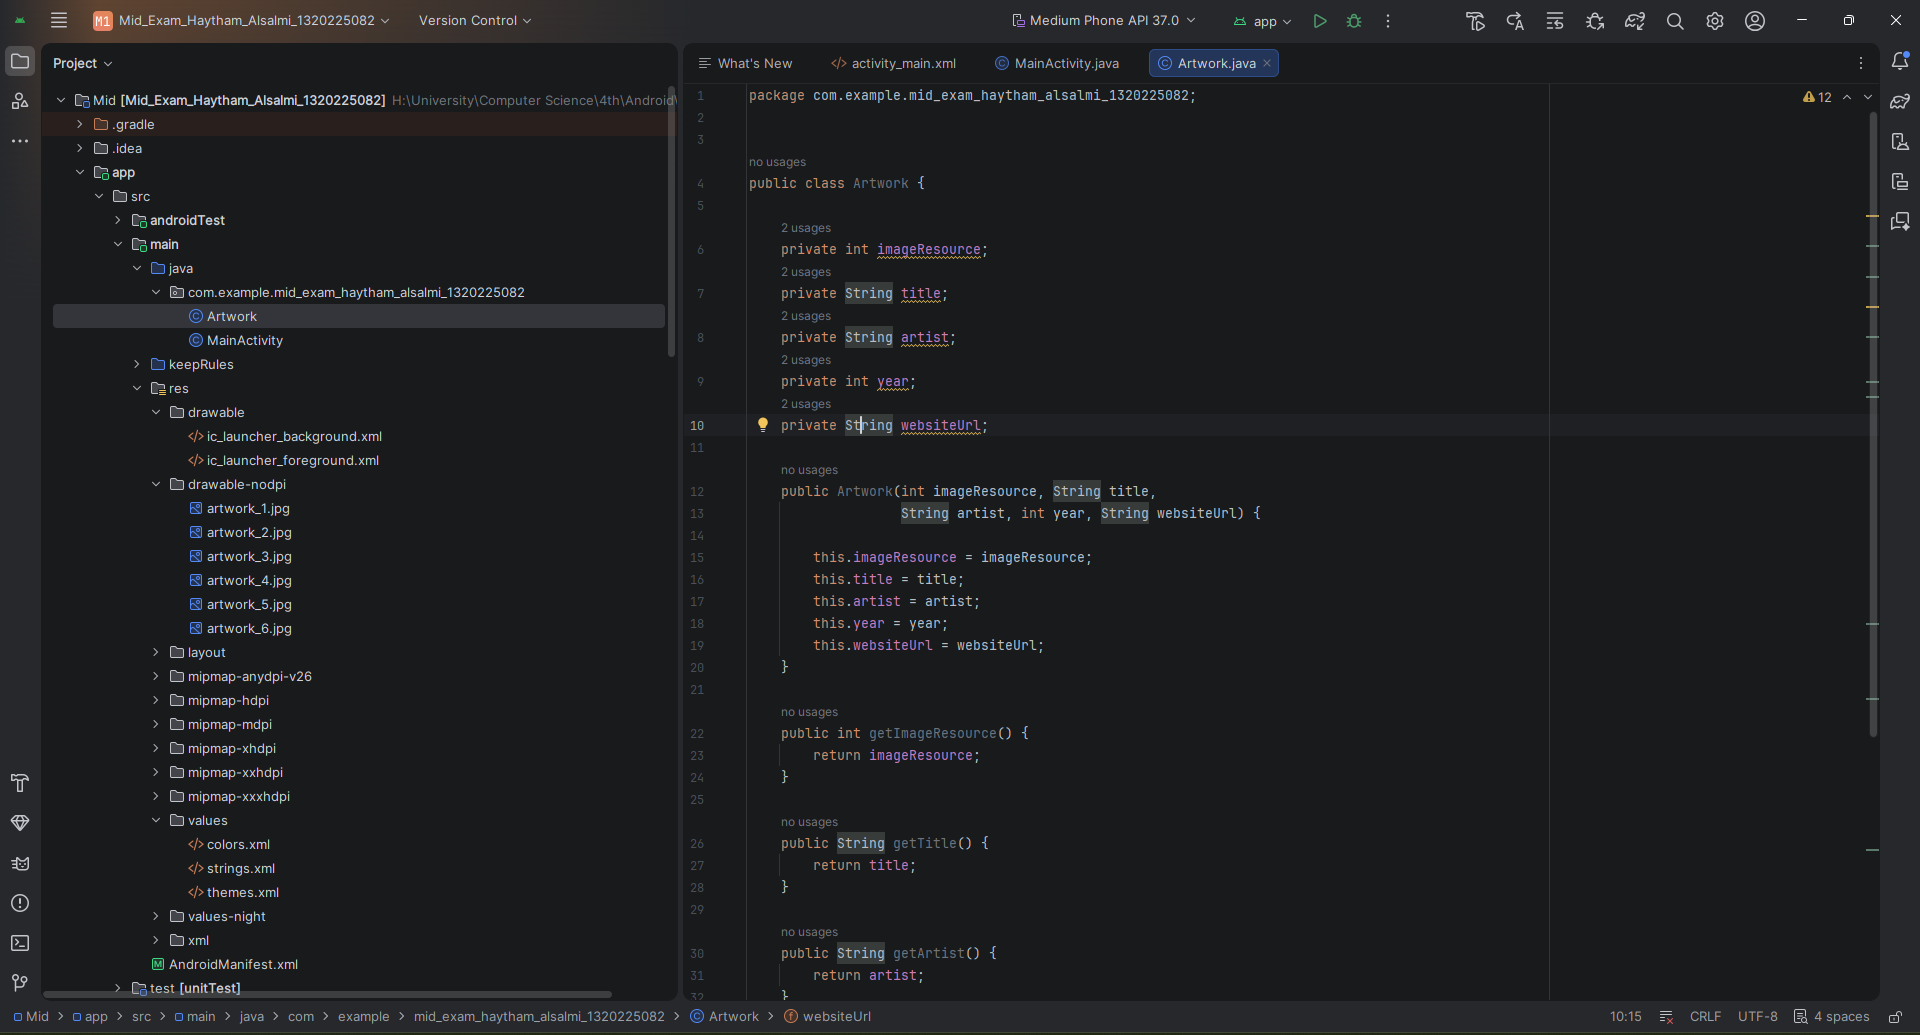 M1 Mid_Exam_Haytham_Alsalmi_1320225082 Version Control Medium Phone API 37.0 app
Project
Mid [Mid_Exam_Haytham_Alsalmi_1320225082] H:\University\Computer Science\4th\Android\
.gradle
.idea
app
src
androidTest
main
java
com.example.mid_exam_haytham_alsalmi_1320225082
Artwork
MainActivity
keepRules
res
drawable
ic_launcher_background.xml
ic_launcher_foreground.xml
drawable-nodpi
artwork_1.jpg
artwork_2.jpg
artwork_3.jpg
artwork_4.jpg
artwork_5.jpg
artwork_6.jpg
layout
mipmap-anydpi-v26
mipmap-hdpi
mipmap-mdpi
mipmap-xhdpi
mipmap-xxhdpi
mipmap-xxxhdpi
values
colors.xml
strings.xml
themes.xml
values-night
xml
AndroidManifest.xml
test [unitTest]
What's New activity_main.xml MainActivity.java Artwork.java
12
1 package com.example.mid_exam_haytham_alsalmi_1320225082;
2
3
no usages
4 public class Artwork {
5
2 usages
6 private int imageResource;
2 usages
7 private String title;
2 usages
8 private String artist;
2 usages
9 private int year;
2 usages
10 private String websiteUrl;
11
no usages
12 public Artwork(int imageResource, String title,
13 String artist, int year, String websiteUrl) {
14
15 this.imageResource = imageResource;
16 this.title = title;
17 this.artist = artist;
18 this.year = year;
19 this.websiteUrl = websiteUrl;
20 }
21
no usages
22 public int getImageResource() {
23 return imageResource;
24 }
25
no usages
26 public String getTitle() {
27 return title;
28 }
29
no usages
30 public String getArtist() {
31 return artist;
32 }
Mid > app > src > main > java > com > example > mid_exam_haytham_alsalmi_1320225082 > Artwork > websiteUrl 10:15 CRLF UTF-8 4 spaces